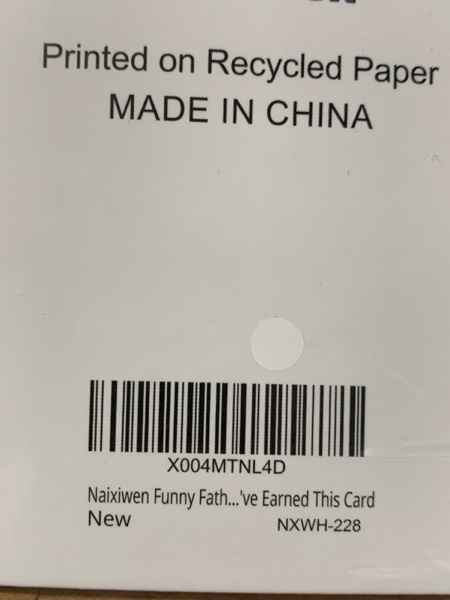 Printed on Recycled Paper
MADE IN CHINA
X004MTNL4D
Naixiwen Funny Fath...'ve Earned This Card
New
NXWH-228